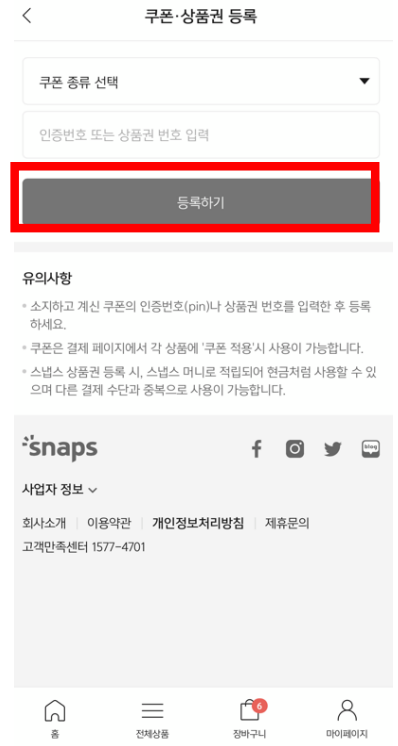 쿠폰·상품권 등록
쿠폰 종류 선택
인증번호 또는 상품권 번호 입력
등록하기
유의사항
소지하고 계신 쿠폰의 인증번호(pin)나 상품권 번호를 입력한 후 등록
하세요.
쿠폰은 결제 페이지에서 각 상품에 '쿠폰 적용'시 사용이 가능합니다.
스냅스 상품권 등록 시, 스냅스 머니로 적립되어 현금처럼 사용할 수 있
으며 다른 결제 수단과 중복으로 사용이 가능합니다.
snaps
blog
사업자 정보
회사소개 | 이용약관 | 개인정보처리방침 | 제휴문의
고객만족센터 1577-4701
6
홈 전체상품 장바구니 마이페이지